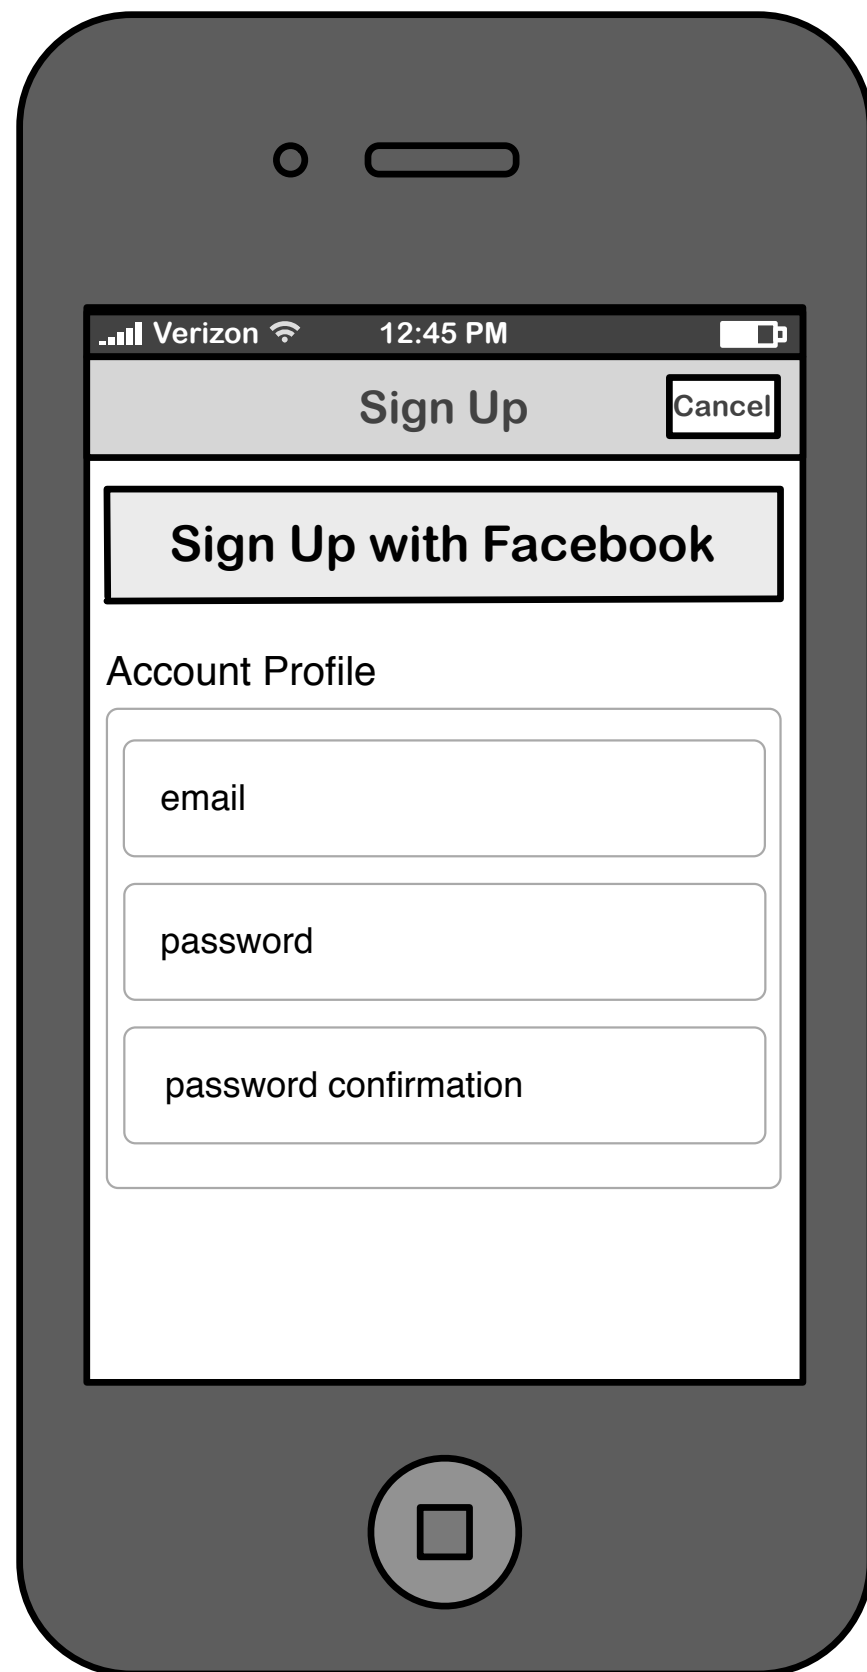 Verizon 12:45 PM
Sign Up Cancel
Sign Up with Facebook
Account Profile
email
password
password confirmation